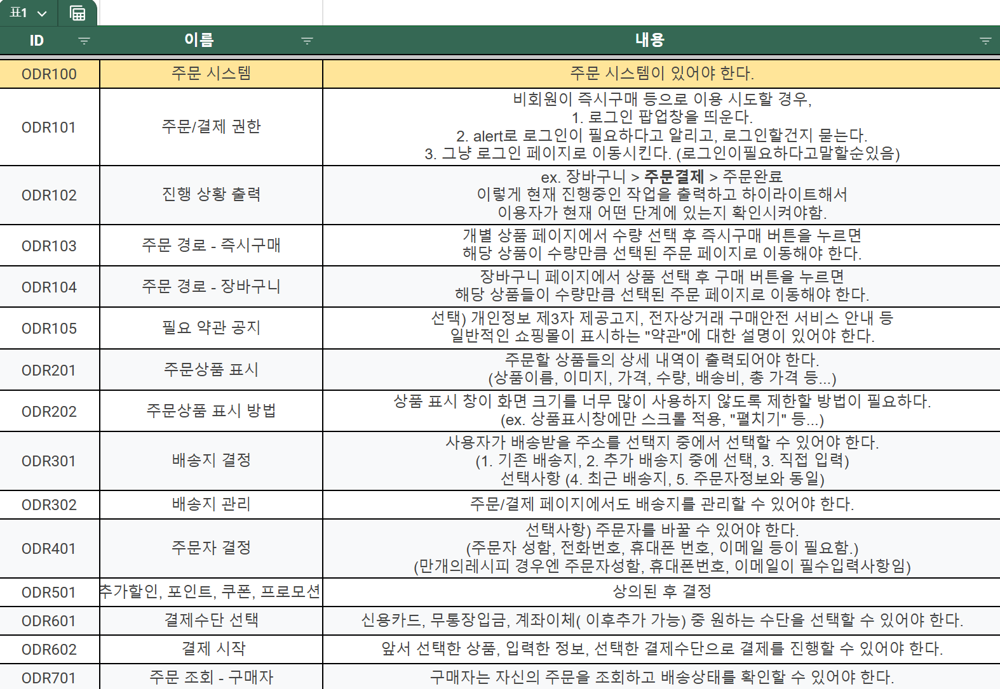 표1
ID 이름 내용
ODR100 주문 시스템 주문 시스템이 있어야 한다.
ODR101 주문/결제 권한 비회원이 즉시구매 등으로 이용 시도할 경우,
1. 로그인 팝업창을 띄운다.
2. alert로 로그인이 필요하다고 알리고, 로그인할건지 묻는다.
3. 그냥 로그인 페이지로 이동시킨다. (로그인이필요하다고말할순있음)
ODR102 진행 상황 출력 ex. 장바구니 > 주문결제 > 주문완료
이렇게 현재 진행중인 작업을 출력하고 하이라이트해서
이용자가 현재 어떤 단계에 있는지 확인시켜야함.
ODR103 주문 경로 - 즉시구매 개별 상품 페이지에서 수량 선택 후 즉시구매 버튼을 누르면
해당 상품이 수량만큼 선택된 주문 페이지로 이동해야 한다.
ODR104 주문 경로 - 장바구니 장바구니 페이지에서 상품 선택 후 구매 버튼을 누르면
해당 상품들이 수량만큼 선택된 주문 페이지로 이동해야 한다.
ODR105 필요 약관 공지 선택) 개인정보 제3자 제공고지, 전자상거래 구매안전 서비스 안내 등
일반적인 쇼핑몰이 표시하는 "약관"에 대한 설명이 있어야 한다.
ODR201 주문상품 표시 주문할 상품들의 상세 내역이 출력되어야 한다.
(상품이름, 이미지, 가격, 수량, 배송비, 총 가격 등...)
ODR202 주문상품 표시 방법 상품 표시 창이 화면 크기를 너무 많이 사용하지 않도록 제한할 방법이 필요하다.
(ex. 상품표시창에만 스크롤 적용, "펼치기" 등...)
ODR301 배송지 결정 사용자가 배송받을 주소를 선택지 중에서 선택할 수 있어야 한다.
(1. 기존 배송지, 2. 추가 배송지 중에 선택, 3. 직접 입력)
선택사항 (4. 최근 배송지, 5. 주문자정보와 동일)
ODR302 배송지 관리 주문/결제 페이지에서도 배송지를 관리할 수 있어야 한다.
ODR401 주문자 결정 선택사항) 주문자를 바꿀 수 있어야 한다.
(주문자 성함, 전화번호, 휴대폰 번호, 이메일 등이 필요함.)
(만개의레시피 경우엔 주문자성함, 휴대폰번호, 이메일이 필수입력사항임)
ODR501 추가할인, 포인트, 쿠폰, 프로모션 상의된 후 결정
ODR601 결제수단 선택 신용카드, 무통장입금, 계좌이체( 이후추가 가능) 중 원하는 수단을 선택할 수 있어야 한다.
ODR602 결제 시작 앞서 선택한 상품, 입력한 정보, 선택한 결제수단으로 결제를 진행할 수 있어야 한다.
ODR701 주문 조회 - 구매자 구매자는 자신의 주문을 조회하고 배송상태를 확인할 수 있어야 한다.